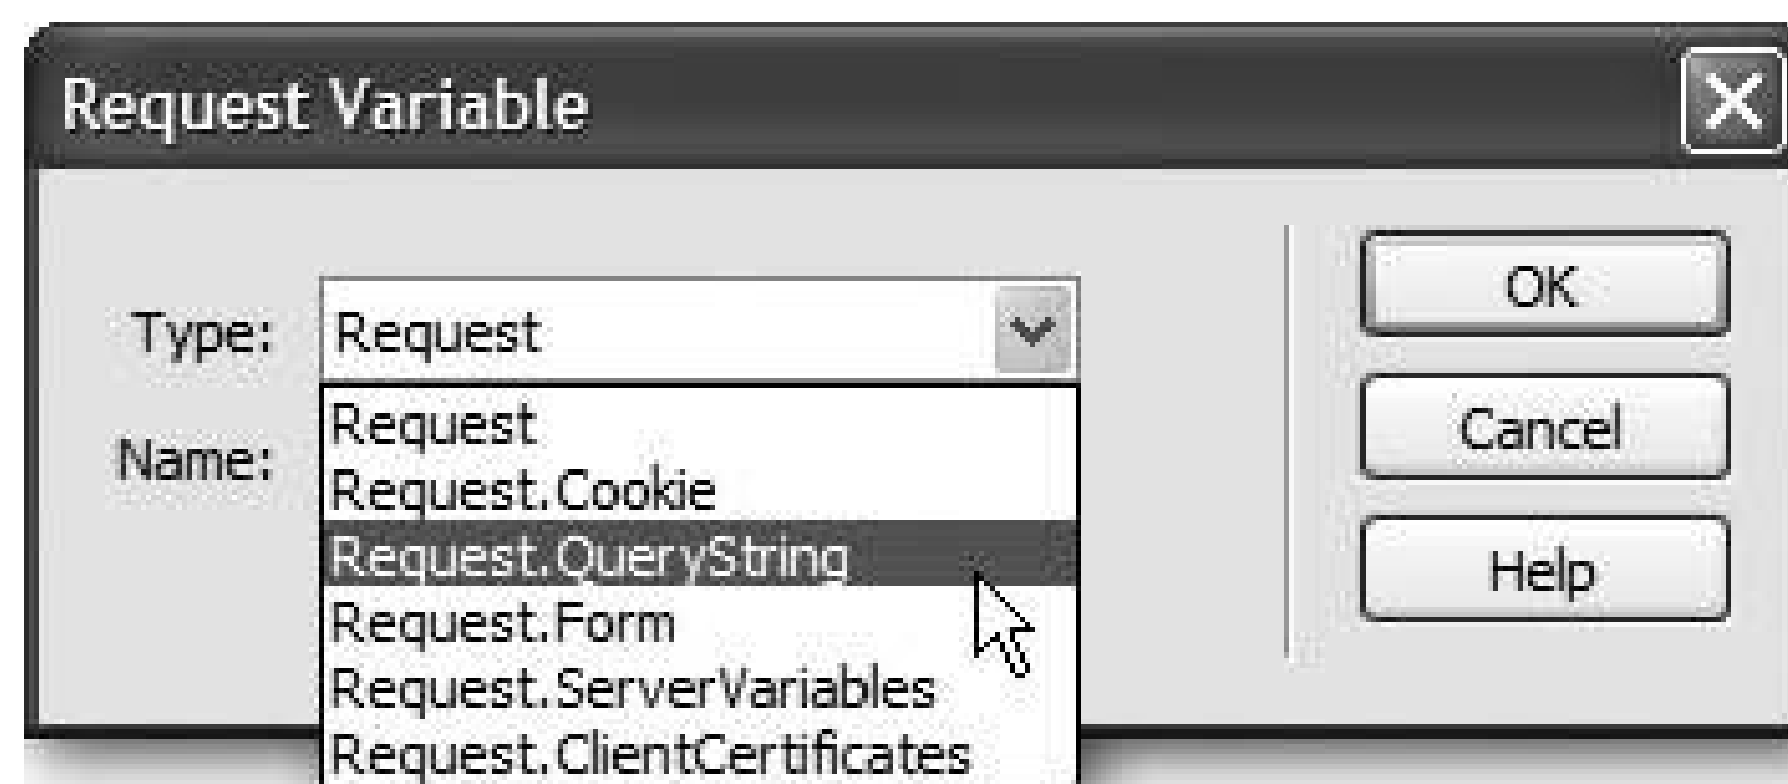 Request Variable
Type: Request
Name:
Request
Request.Cookie
Request.QueryString
Request.Form
Request.ServerVariables
Request.ClientCertificates
OK
Cancel
Help